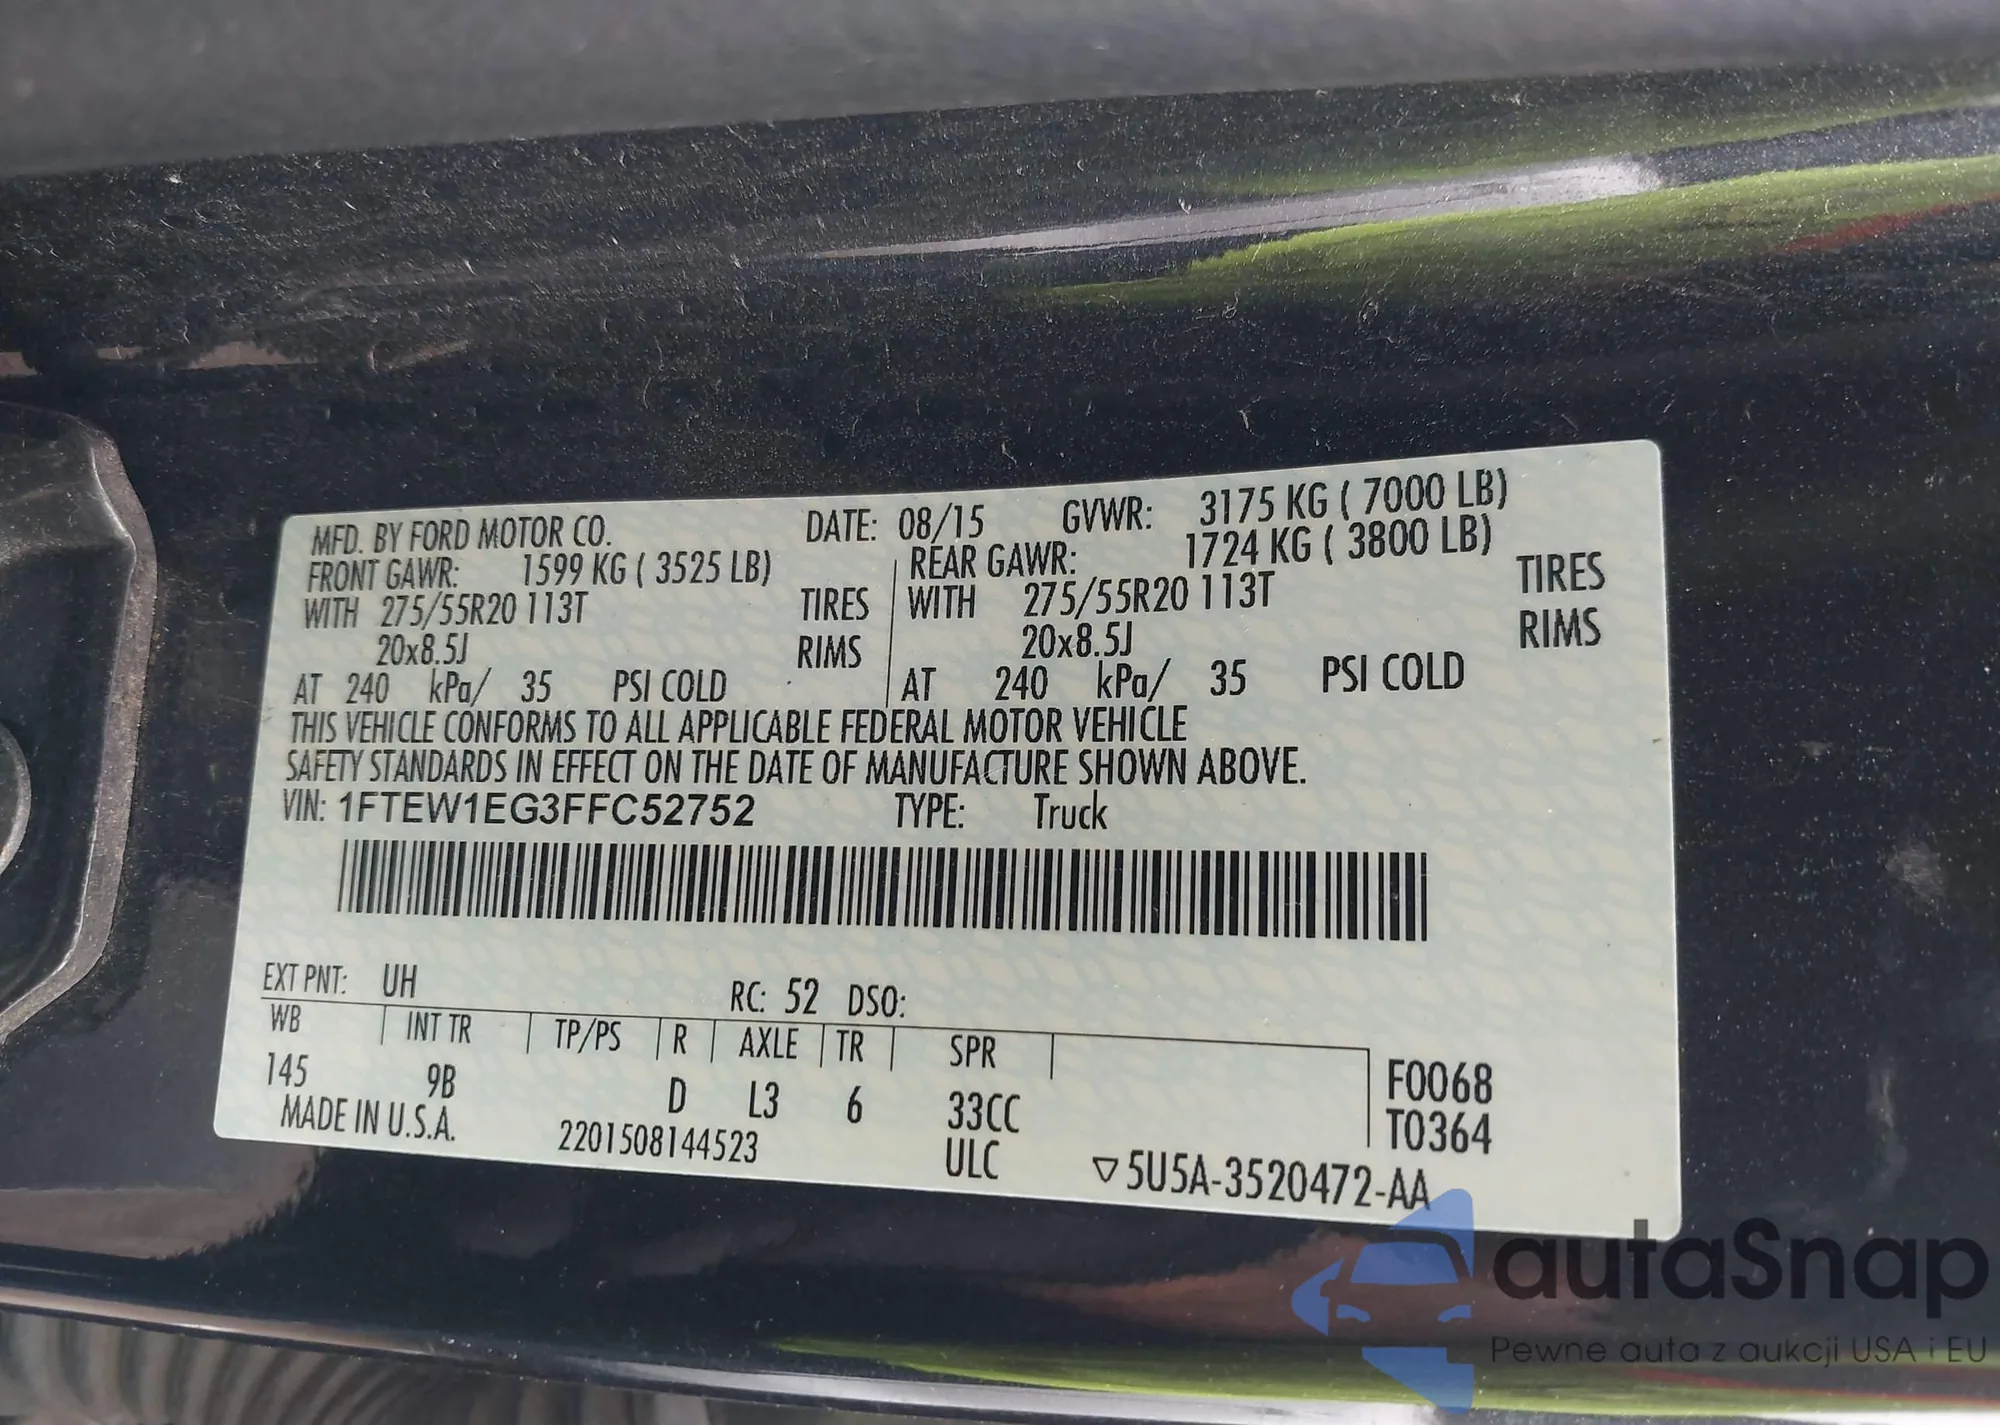 MFD. BY FORD MOTOR CO. DATE: 08/15 GVWR: 3175 KG ( 7000 LB)
FRONT GAWR: 1599 KG ( 3525 LB) REAR GAWR: 1724 KG ( 3800 LB)
WITH 275/55R20 113T TIRES WITH 275/55R20 113T TIRES
20x8.5J RIMS 20x8.5J RIMS
AT 240 kPa/ 35 PSI COLD AT 240 kPa/ 35 PSI COLD
THIS VEHICLE CONFORMS TO ALL APPLICABLE FEDERAL MOTOR VEHICLE
SAFETY STANDARDS IN EFFECT ON THE DATE OF MANUFACTURE SHOWN ABOVE.
VIN: 1FTEW1EG3FFC52752 TYPE: Truck
EXT PNT: UH RC: 52 DSO:
WB INT TR TP/PS R AXLE TR SPR
145 9B D L3 6 33CC F0068
MADE IN U.S.A. 2201508144523 ULC T0364
▽5U5A-3520472-AA
autaSnap
Pewne auta z aukcji USA i EU